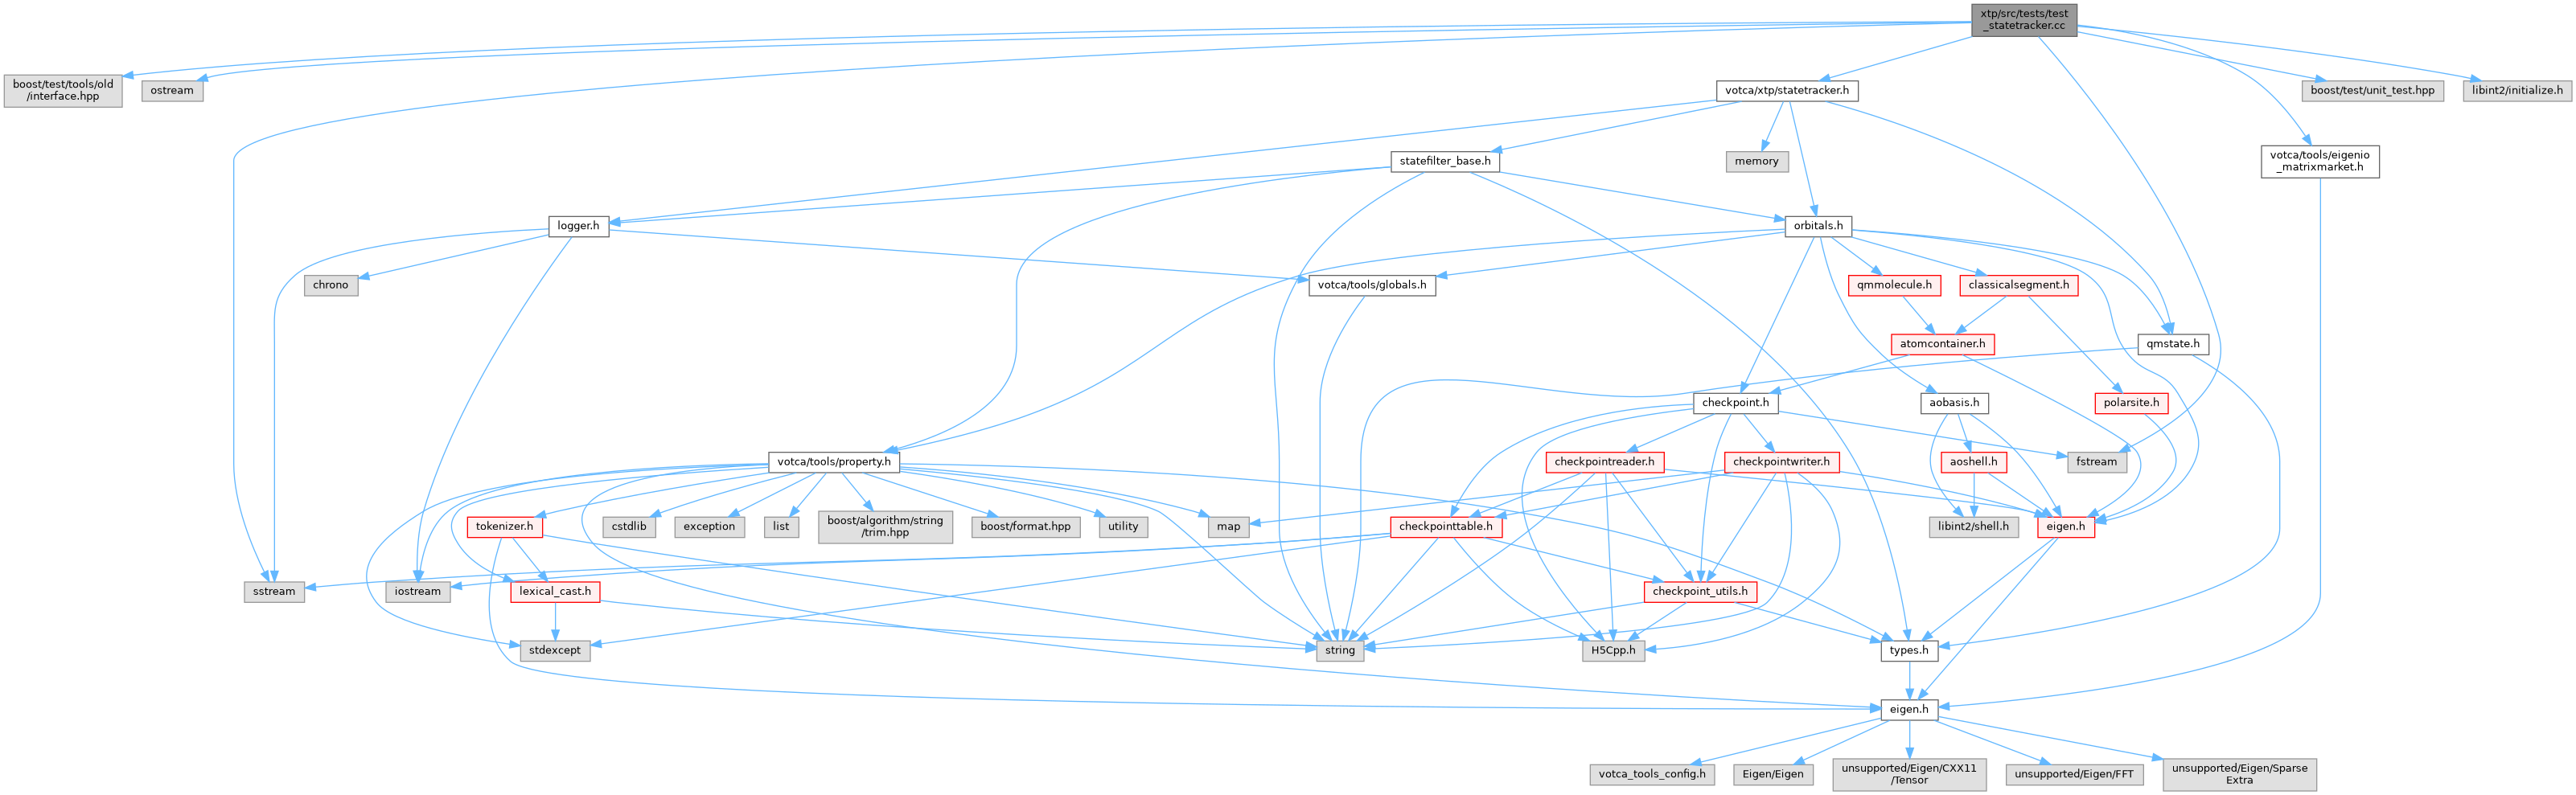 xtp/src/tests/test
_statetracker.cc
boost/test/tools/old
/interface.hpp
ostream
votca/xtp/statetracker.h
boost/test/unit_test.hpp
libint2/initialize.h
statefilter_base.h
memory
votca/tools/eigenio
_matrixmarket.h
logger.h
orbitals.h
chrono
votca/tools/globals.h
qmmolecule.h
classicalsegment.h
atomcontainer.h
qmstate.h
checkpoint.h
aobasis.h
polarsite.h
votca/tools/property.h
checkpointreader.h
checkpointwriter.h
aoshell.h
fstream
tokenizer.h
cstdlib
exception
list
boost/algorithm/string
/trim.hpp
boost/format.hpp
utility
map
checkpointtable.h
libint2/shell.h
eigen.h
sstream
iostream
lexical_cast.h
checkpoint_utils.h
stdexcept
string
H5Cpp.h
types.h
eigen.h
votca_tools_config.h
Eigen/Eigen
unsupported/Eigen/CXX11
/Tensor
unsupported/Eigen/FFT
unsupported/Eigen/Sparse
Extra